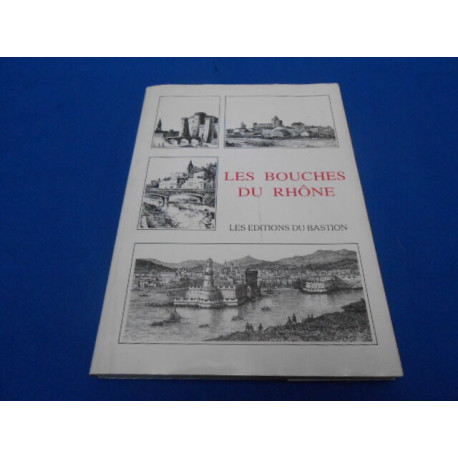 LES BOUCHES
DU RHÔNE
LES EDITIONS DU BASTION